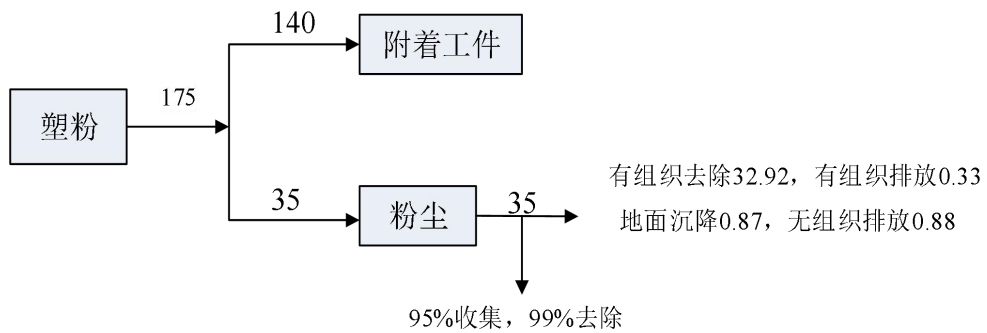 140
附着工件
175
塑粉
有组织去除32.92，有组织排放0.33
35
粉尘
35
地面沉降0.87，无组织排放0.88
95%收集，99%去除